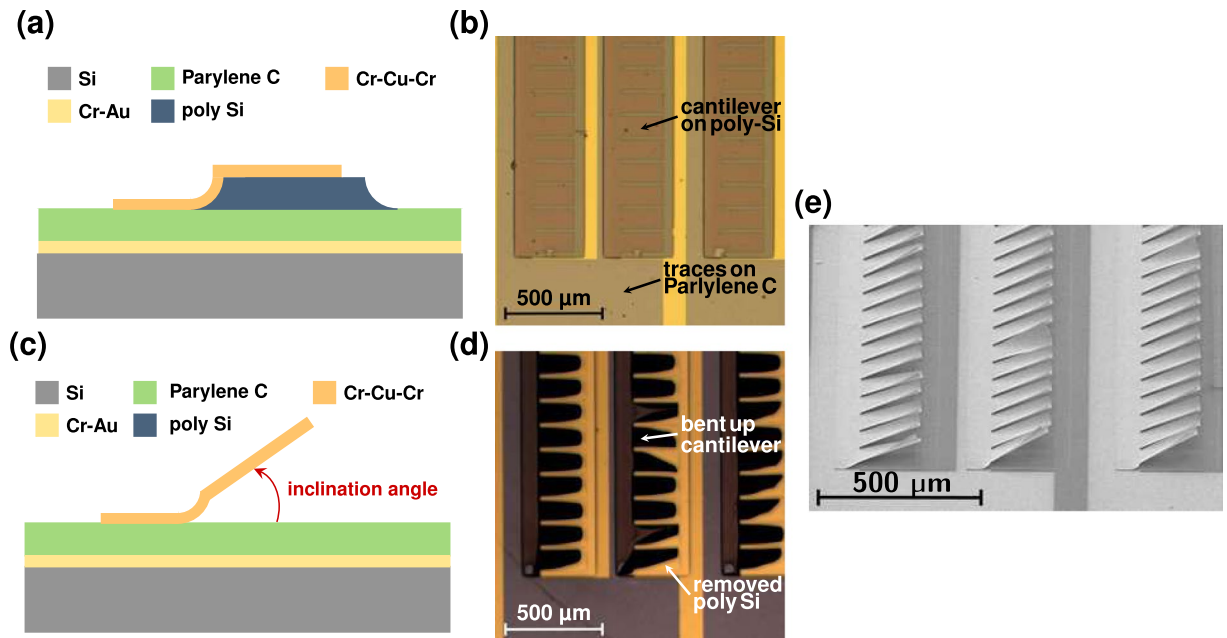 (a)
Si
Parylene C
Cr-Cu-Cr
Cr-Au
poly Si
(b)
cantilever
on poly-Si
traces on
Parlylene C
500 µm
(c)
Si
Parylene C
Cr-Cu-Cr
Cr-Au
poly Si
inclination angle
(d)
bent up
cantilever
removed
poly Si
500 µm
(e)
500 µm